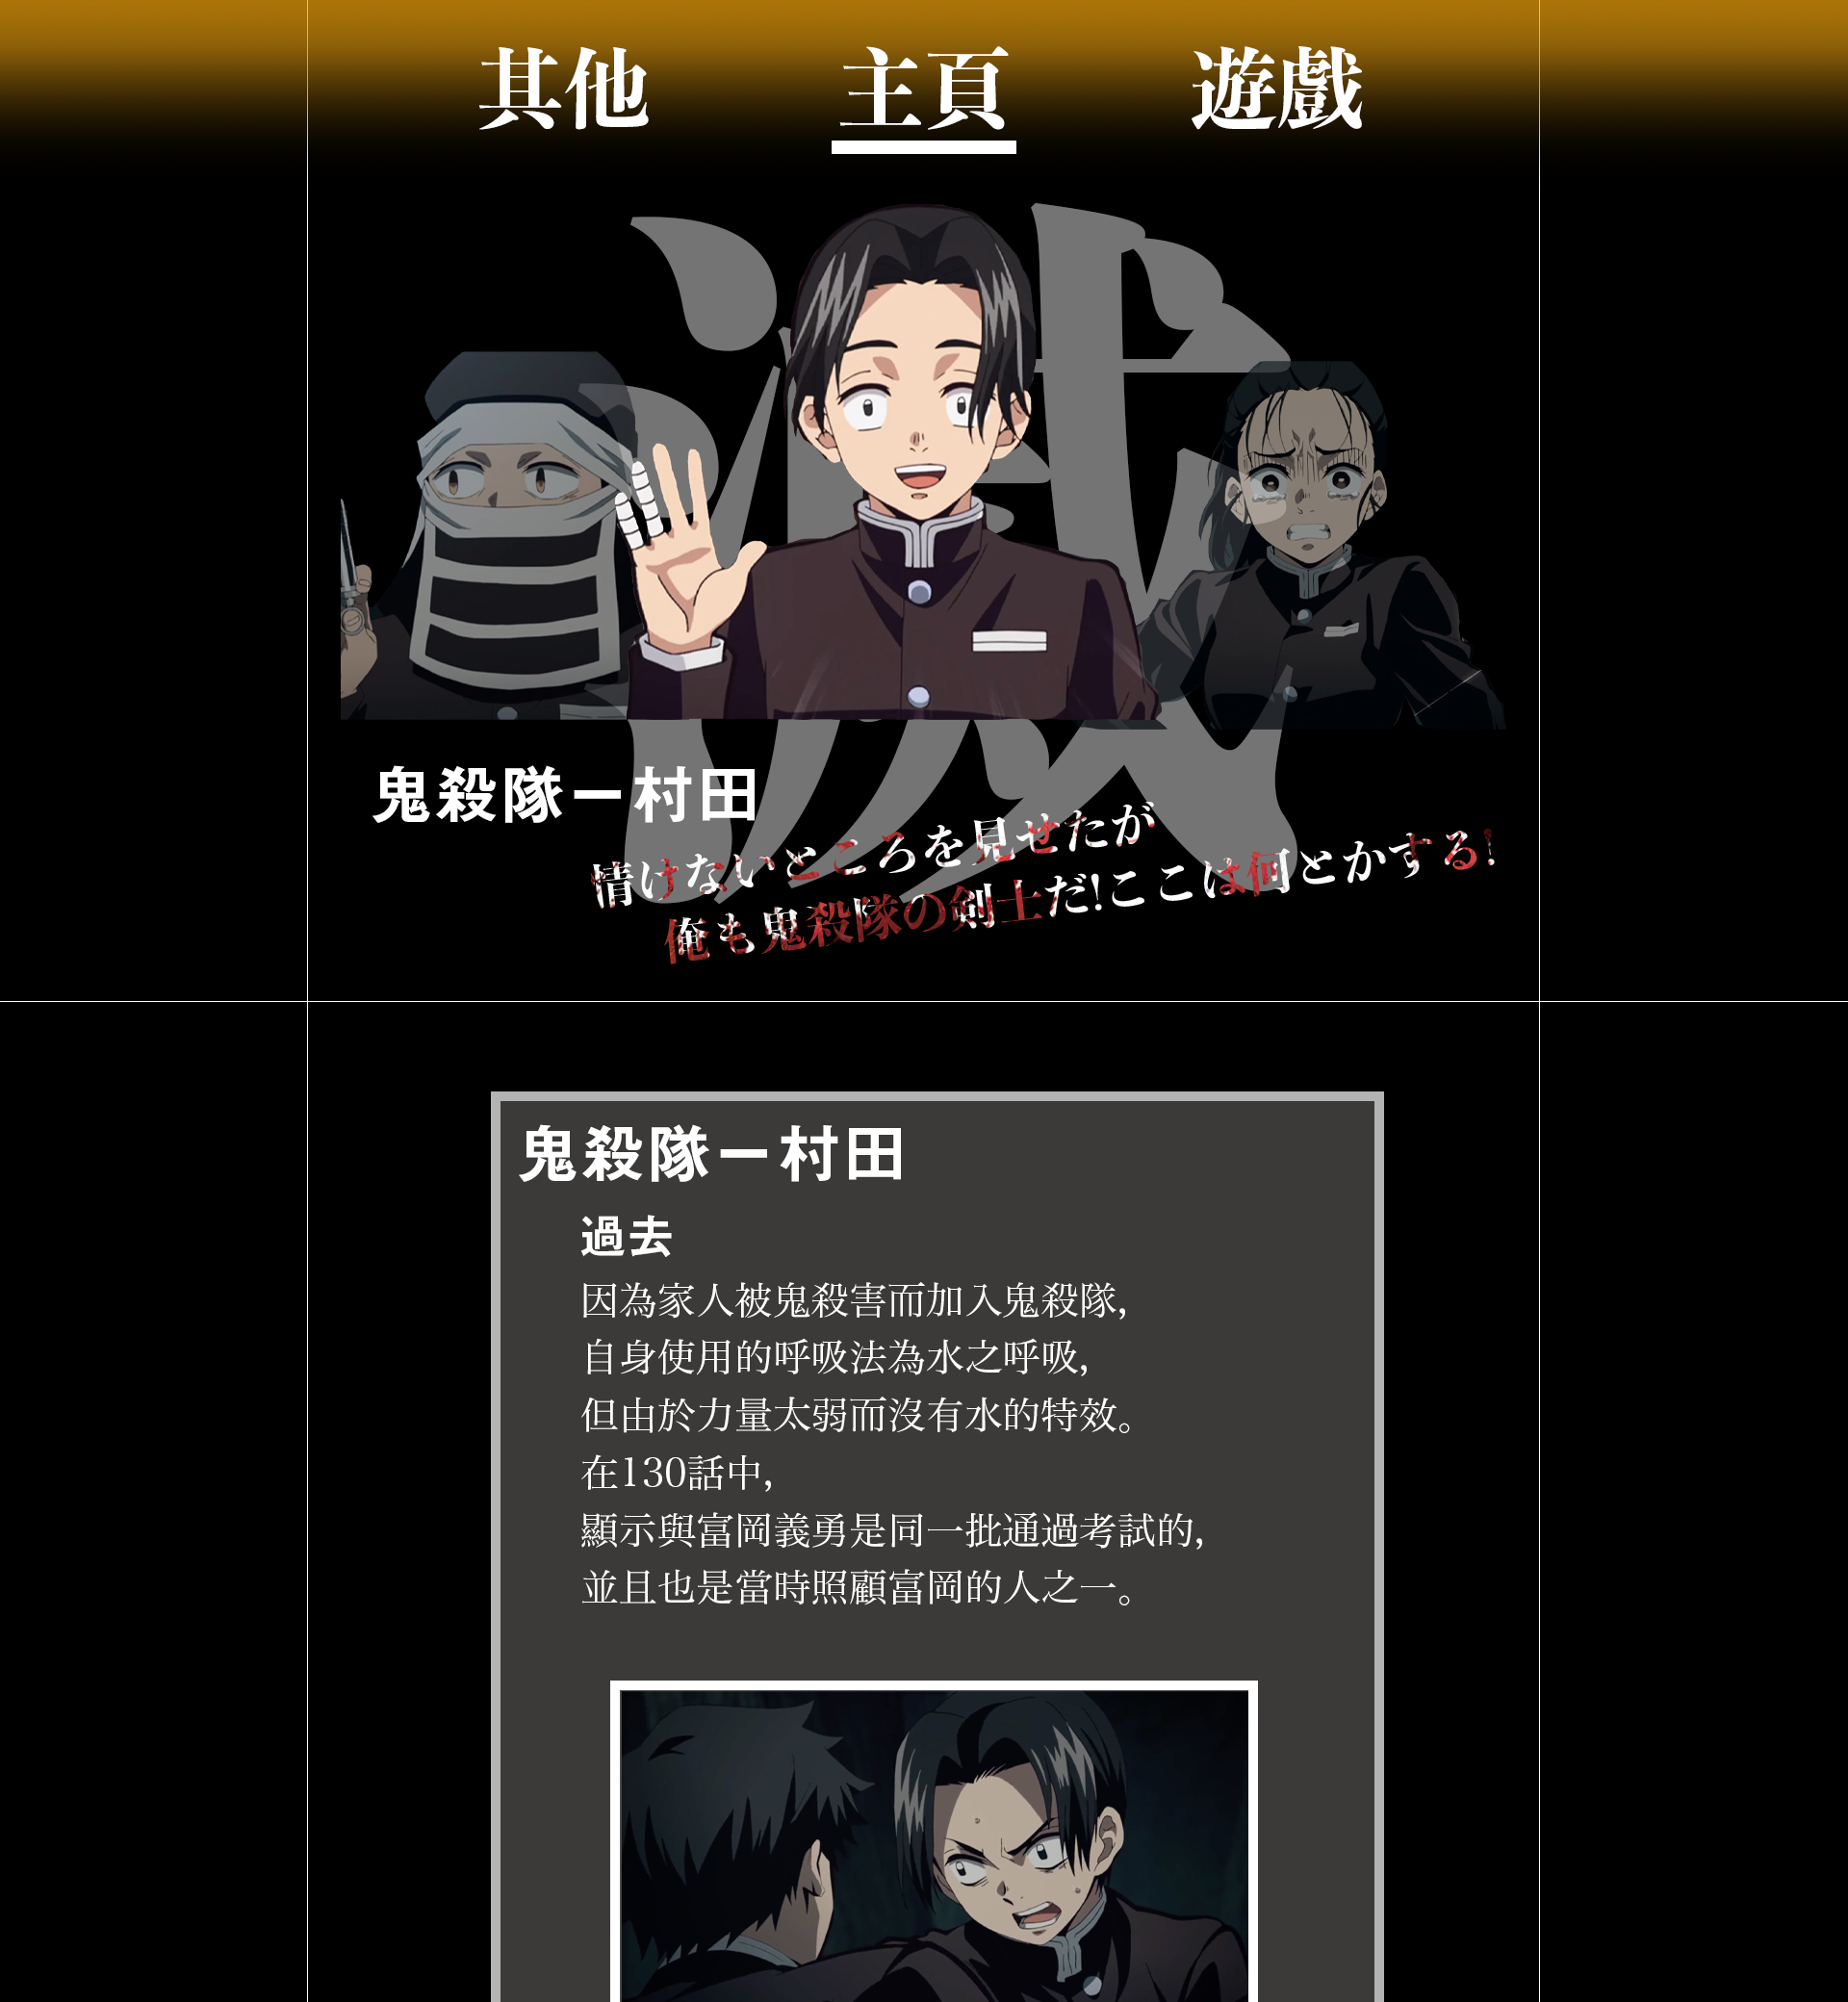 其他
主頁
遊戲
滅
鬼殺隊ー村田
情けないところを見せたが
俺も鬼殺隊の剣士だ!ここは何とかする!
鬼殺隊ー村田
過去
因為家人被鬼殺害而加入鬼殺隊,
自身使用的呼吸法為水之呼吸,
但由於力量太弱而沒有水的特效。
在130話中,
顯示與富岡義勇是同一批通過考試的,
並且也是當時照顧富岡的人之一。